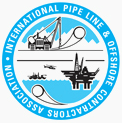 INTERNATIONAL PIPE LINE & OFFSHORE CONTRACTORS ASSOCIATION •